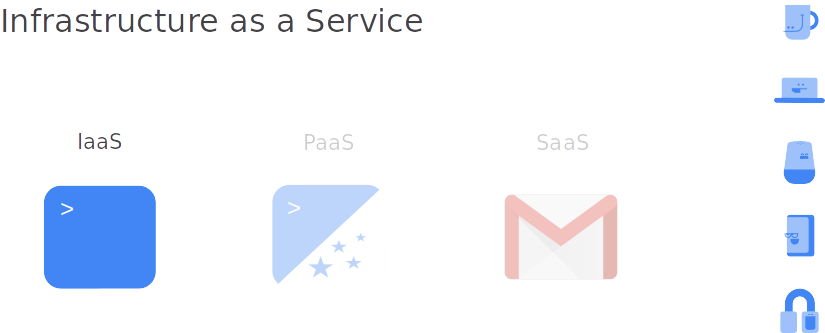 Infrastructure as a Service
IaaS
PaaS
SaaS
>
>